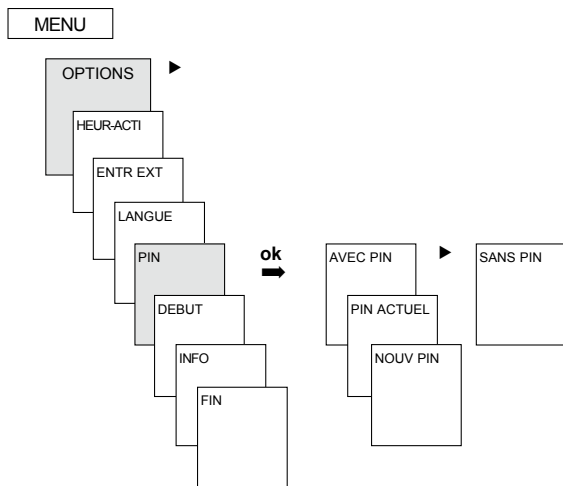 MENU
OPTIONS
HEUR-ACTI
ENTR EXT
LANGUE
PIN
DEBUT
INFO
FIN
ok
AVEC PIN
PIN ACTUEL
NOUV PIN
SANS PIN